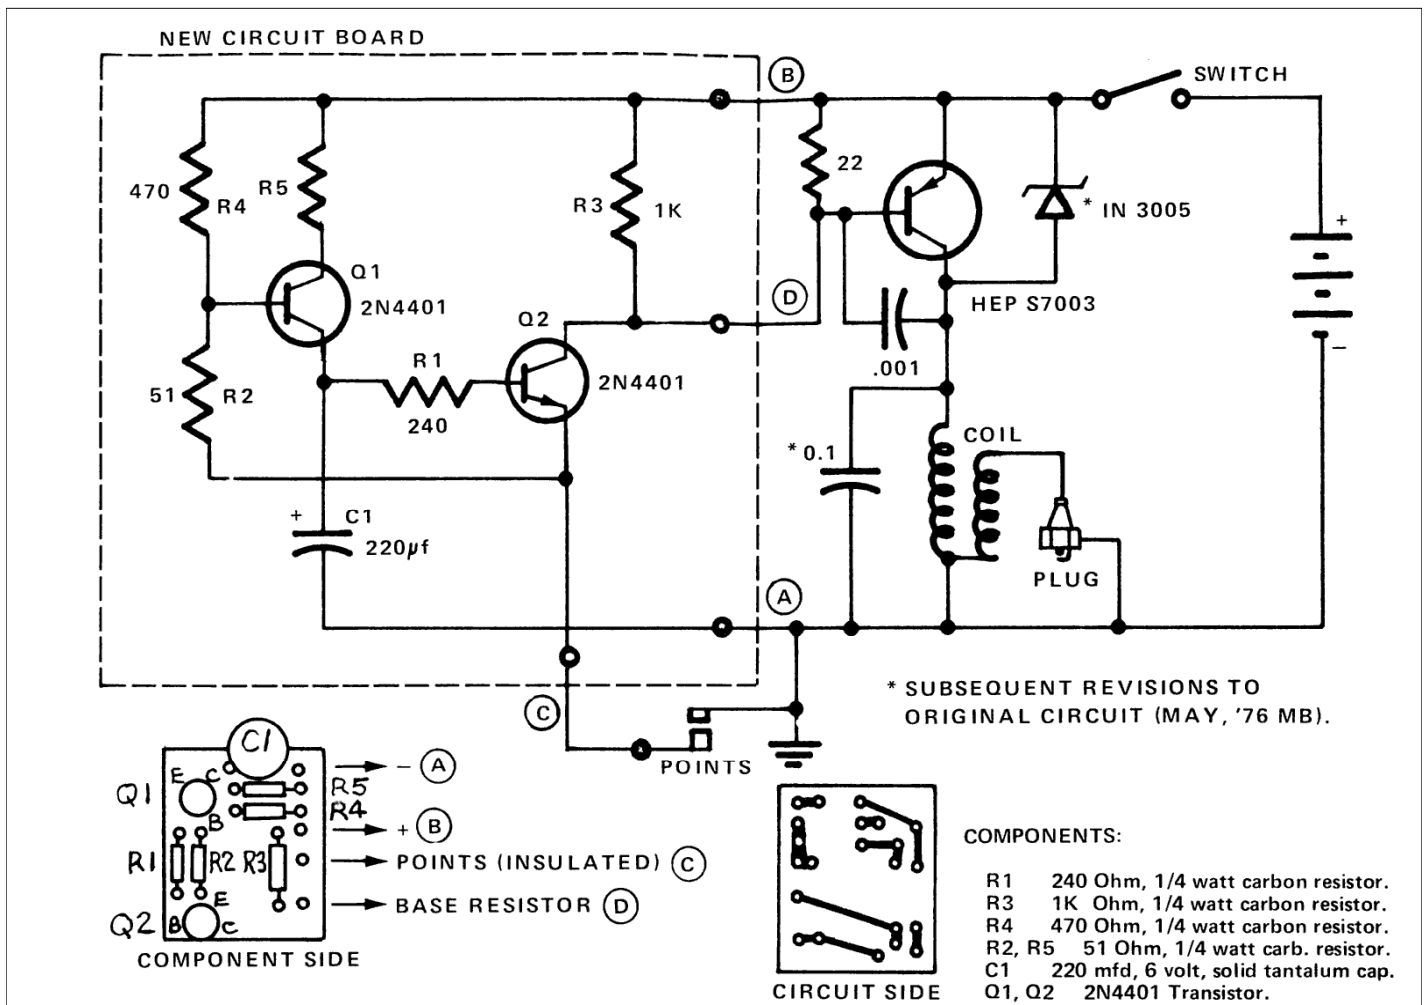 NEW CIRCUIT BOARD
B
SWITCH
470
R4
R5
R3
1K
22
* IN 3005
+
−
Q1
2N4401
D
HEP S7003
Q2
2N4401
.001
51
R2
R1
240
* 0.1
COIL
PLUG
+
C1
220µf
A
C
POINTS
* SUBSEQUENT REVISIONS TO
ORIGINAL CIRCUIT (MAY, '76 MB).
C1
E
C
Q1
B
R5
R4
− A
+ B
R1
R2
R3
POINTS (INSULATED) C
E
B
C
Q2
BASE RESISTOR D
COMPONENT SIDE
CIRCUIT SIDE
COMPONENTS:
R1 240 Ohm, 1/4 watt carbon resistor.
R3 1K Ohm, 1/4 watt carbon resistor.
R4 470 Ohm, 1/4 watt carbon resistor.
R2, R5 51 Ohm, 1/4 watt carb. resistor.
C1 220 mfd, 6 volt, solid tantalum cap.
Q1, Q2 2N4401 Transistor.